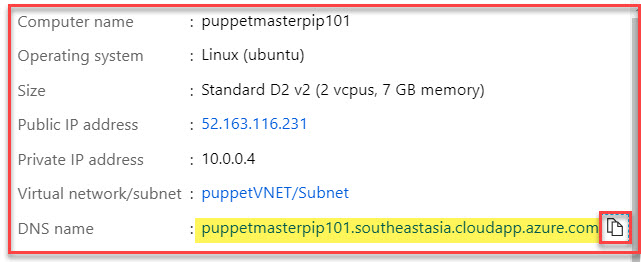 Computer name : puppetmasterpip101
Operating system : Linux (ubuntu)
Size : Standard D2 v2 (2 vcpus, 7 GB memory)
Public IP address : 52.163.116.231
Private IP address : 10.0.0.4
Virtual network/subnet : puppetVNET/Subnet
DNS name : puppetmasterpip101.southeastasia.cloudapp.azure.com